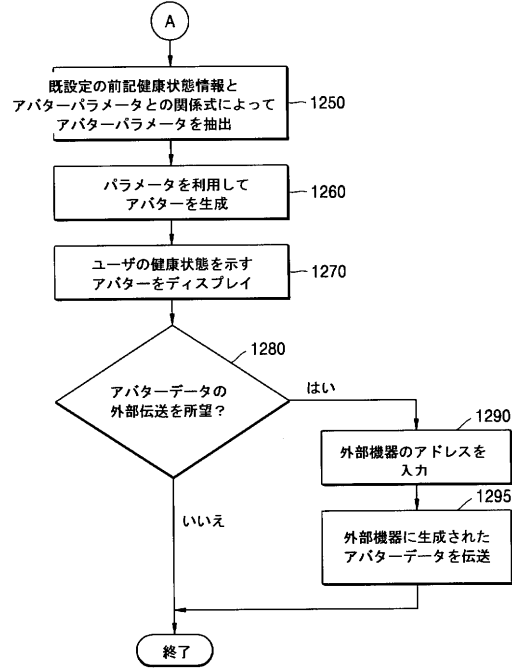 A
既設定の前記健康状態情報と
アバターパラメータとの関係式によって
アバターパラメータを抽出
1250
パラメータを利用して
アバターを生成
1260
ユーザの健康状態を示す
アバターをディスプレイ
1270
1280
アバターデータの
外部伝送を所望？
はい
1290
外部機器のアドレスを
入力
1295
外部機器に生成された
アバターデータを伝送
いいえ
終了